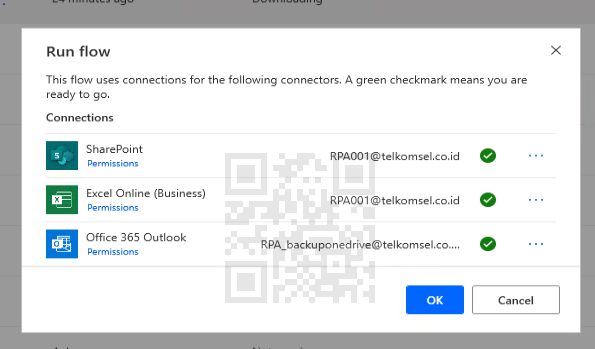 24 minutes ago Downloading
Run flow
This flow uses connections for the following connectors. A green checkmark means you are
ready to go.
Connections
SharePoint
Permissions
RPA001@telkomsel.co.id
Excel Online (Business)
Permissions
RPA001@telkomsel.co.id
Office 365 Outlook
Permissions
RPA_backuponedrive@telkomsel.co....
OK Cancel